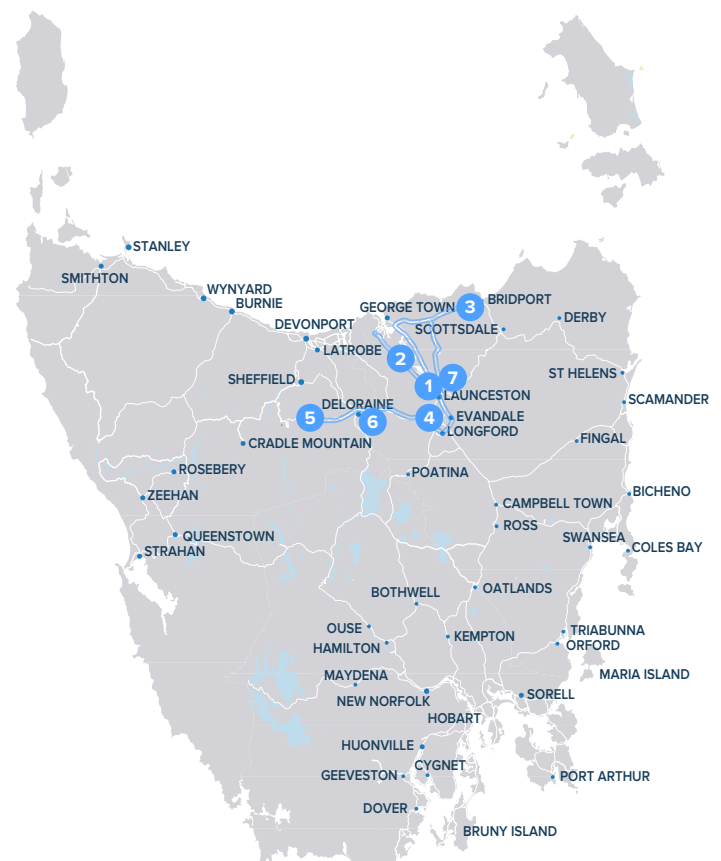 STANLEY
SMITHTON
WYNYARD
BURNIE
GEORGE TOWN
3
BRIDPORT
DEVONPORT
SCOTTSDALE
DERBY
LATROBE
2
SHEFFIELD
1
7
ST HELENS
LAUNCESTON
SCAMANDER
DELORAINE
5
6
4
EVANDALE
LONGFORD
FINGAL
CRADLE MOUNTAIN
ROSEBERY
POATINA
ZEEHAN
BICHENO
CAMPBELL TOWN
ROSS
QUEENSTOWN
SWANSEA
STRAHAN
COLES BAY
OATLANDS
BOTHWELL
OUSE
KEMPTON
TRIABUNNA
HAMILTON
ORFORD
MAYDENA
MARIA ISLAND
NEW NORFOLK
SORELL
HOBART
HUONVILLE
CYGNET
GEEVESTON
PORT ARTHUR
DOVER
BRUNY ISLAND